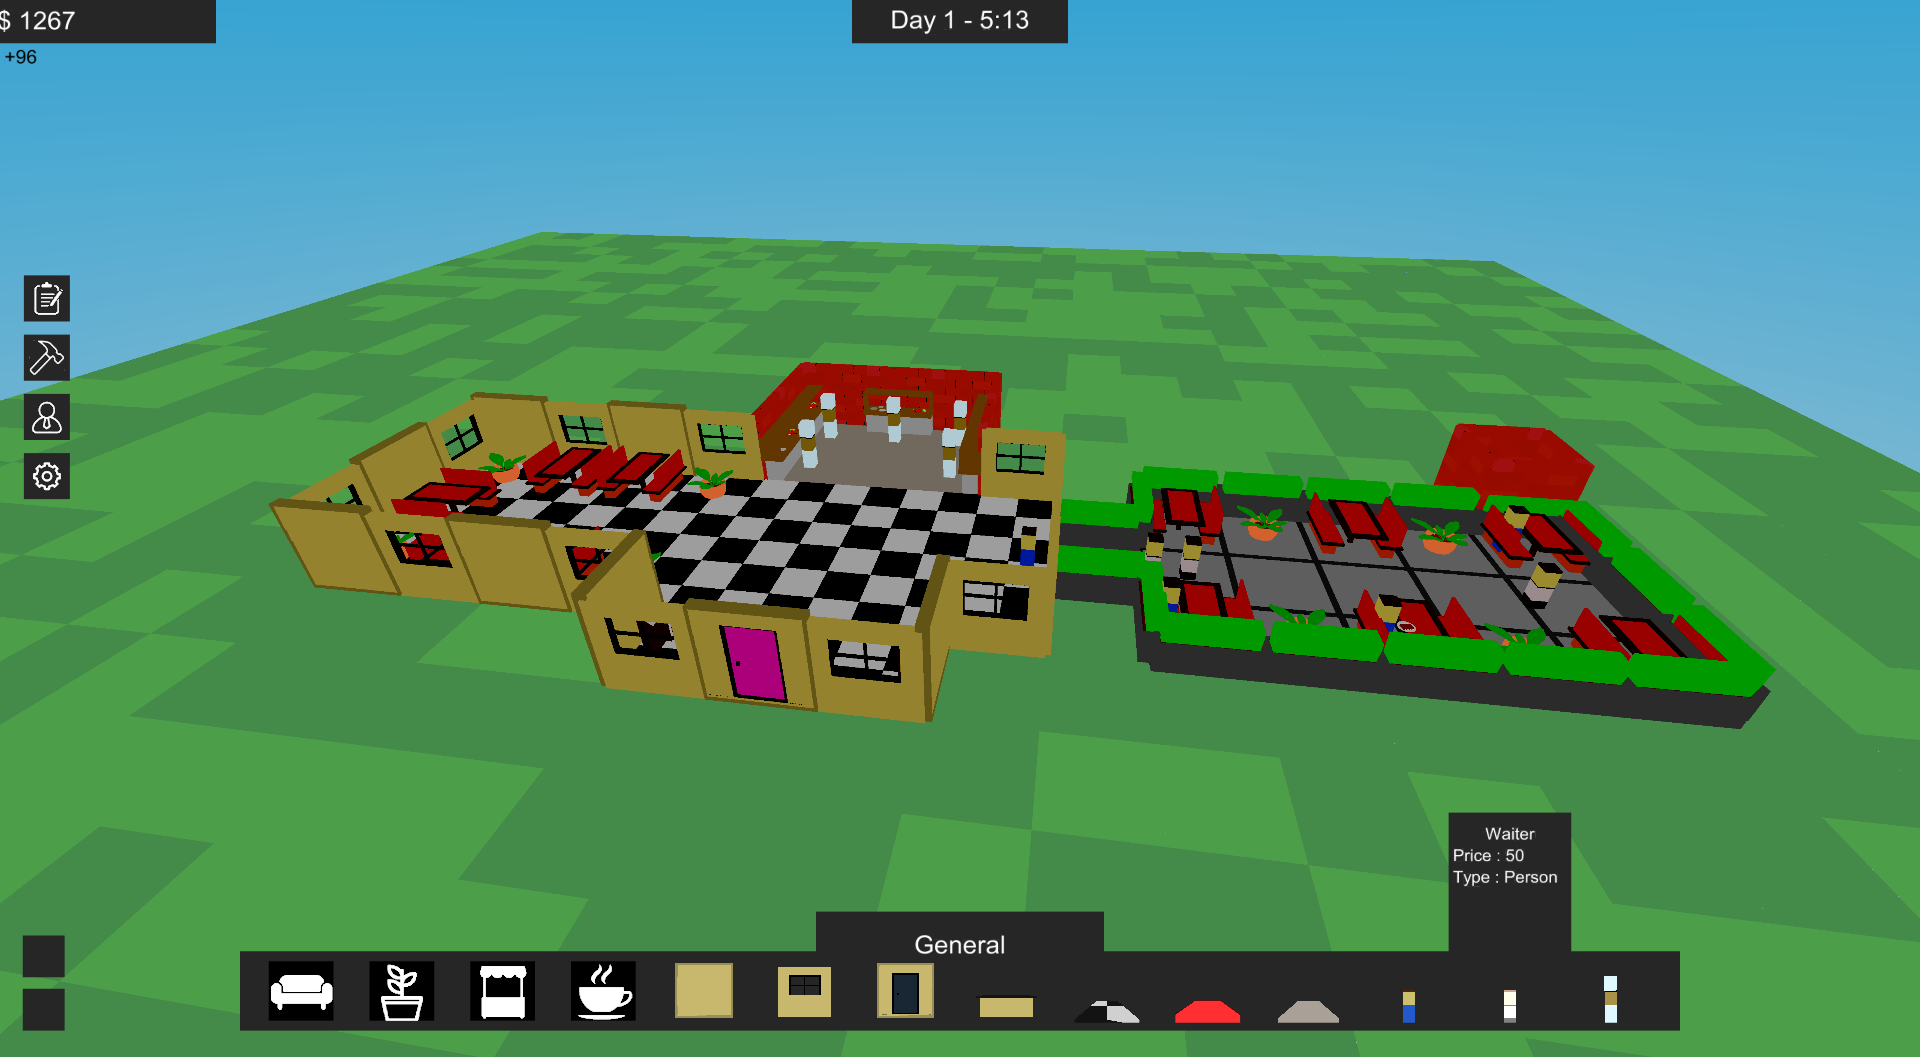 $ 1267
Day 1 - 5:13
+96
Waiter
Price : 50
Type : Person
General